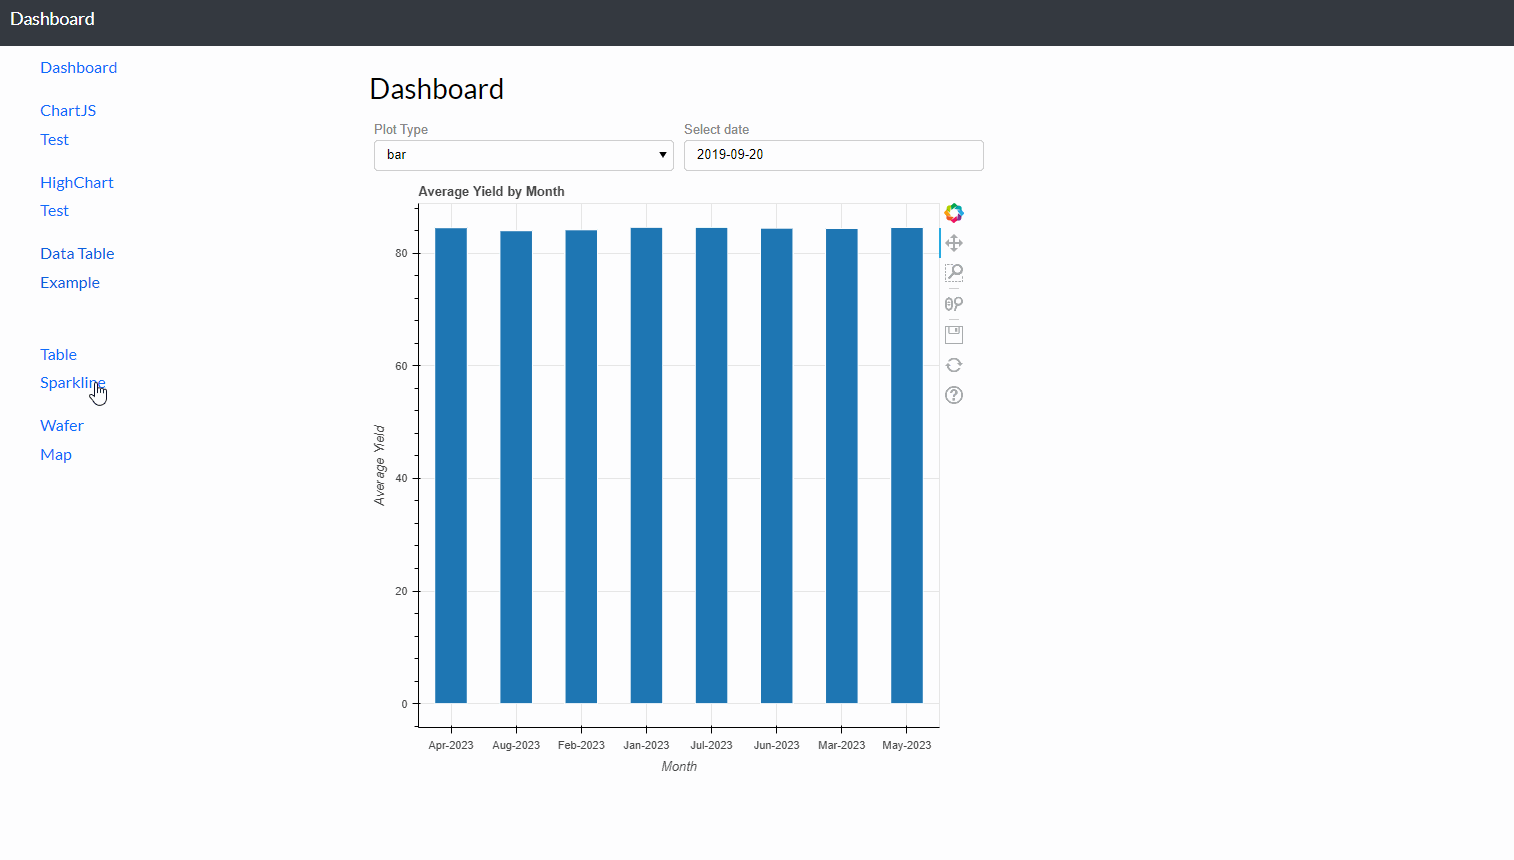 Dashboard
Dashboard
ChartJS
Test
HighChart
Test
Data Table
Example
Table
Sparkline
Wafer
Map
Dashboard
Plot Type
Select date
bar
2019-09-20
Average Yield by Month
80
60
40
20
0
Average Yield
Apr-2023 Aug-2023 Feb-2023 Jan-2023 Jul-2023 Jun-2023 Mar-2023 May-2023
Month